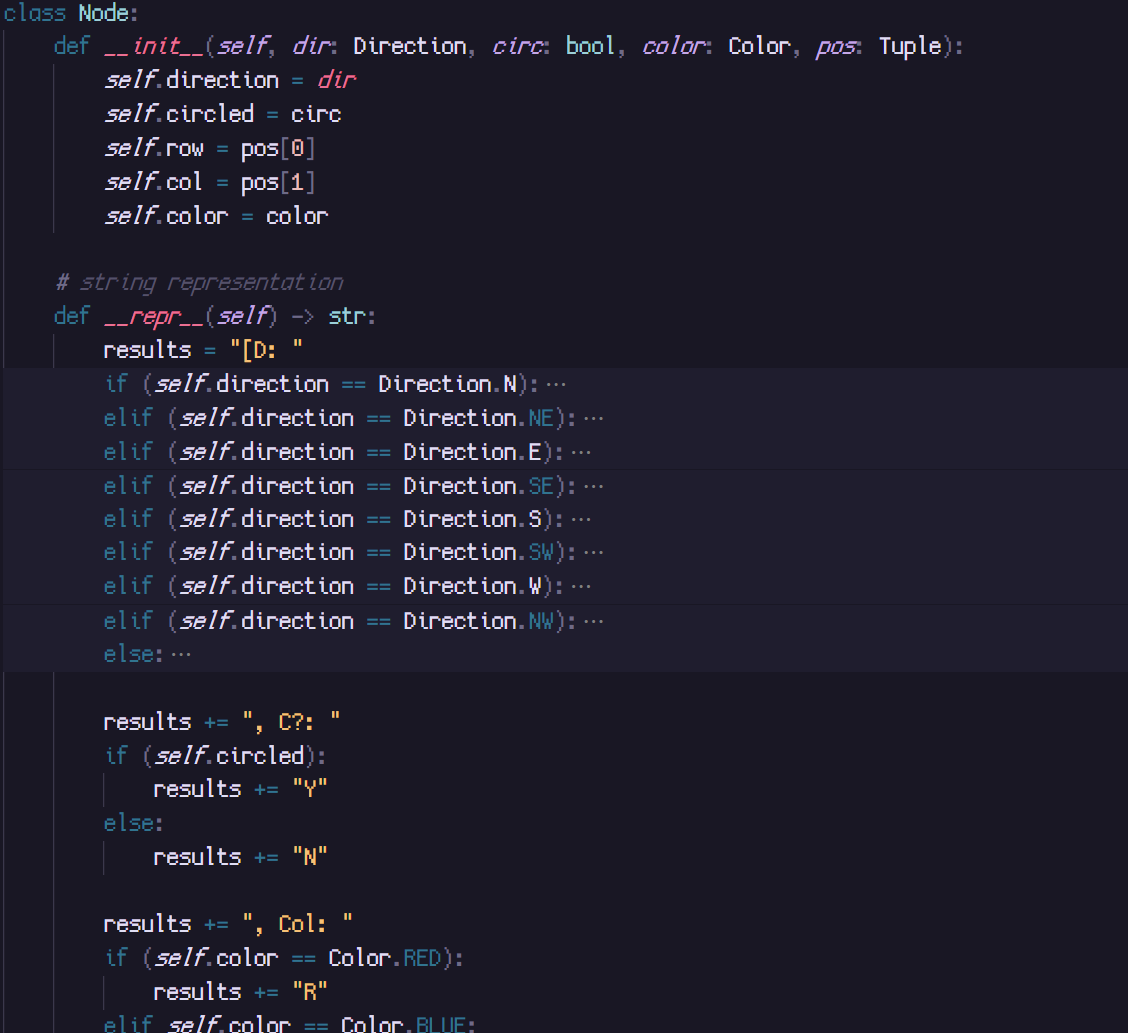 class Node:
    def __init__(self, dir: Direction, circ: bool, color: Color, pos: Tuple):
        self.direction = dir
        self.circled = circ
        self.row = pos[0]
        self.col = pos[1]
        self.color = color

    # string representation
    def __repr__(self) -> str:
        results = "[D: "
        if (self.direction == Direction.N):···
        elif (self.direction == Direction.NE):···
        elif (self.direction == Direction.E):···
        elif (self.direction == Direction.SE):···
        elif (self.direction == Direction.S):···
        elif (self.direction == Direction.SW):···
        elif (self.direction == Direction.W):···
        elif (self.direction == Direction.NW):···
        else:···

        results += ", C?: "
        if (self.circled):
            results += "Y"
        else:
            results += "N"

        results += ", Col: "
        if (self.color == Color.RED):
            results += "R"
        elif self.color == Color.BLUE: